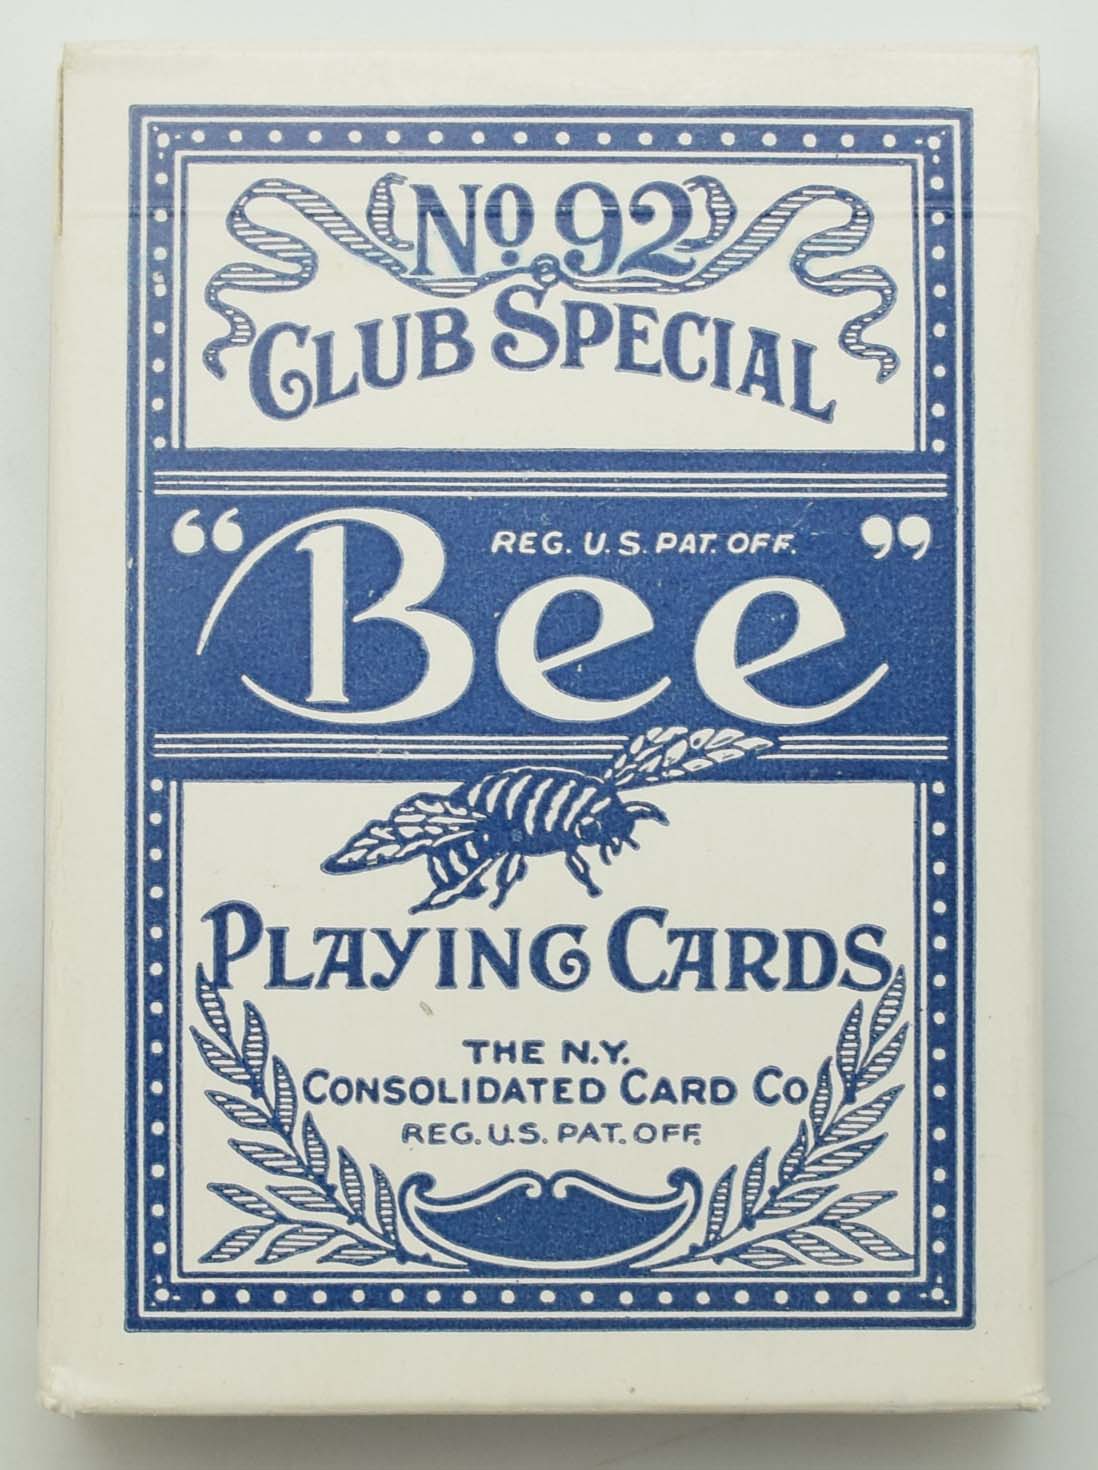 No. 92
CLUB SPECIAL
“Bee”
REG. U.S. PAT. OFF.
PLAYING CARDS
THE N.Y.
CONSOLIDATED CARD CO
REG. U.S. PAT. OFF.